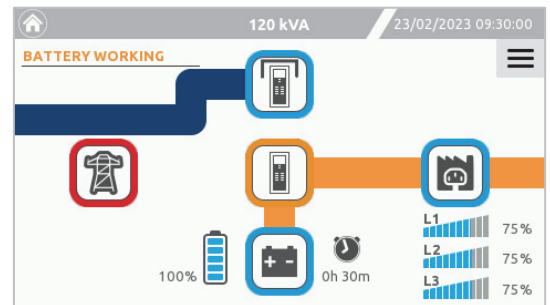 120 kVA
23/02/2023 09:30:00
BATTERY WORKING
L1
75%
L2
75%
100%
0h 30m
L3
75%